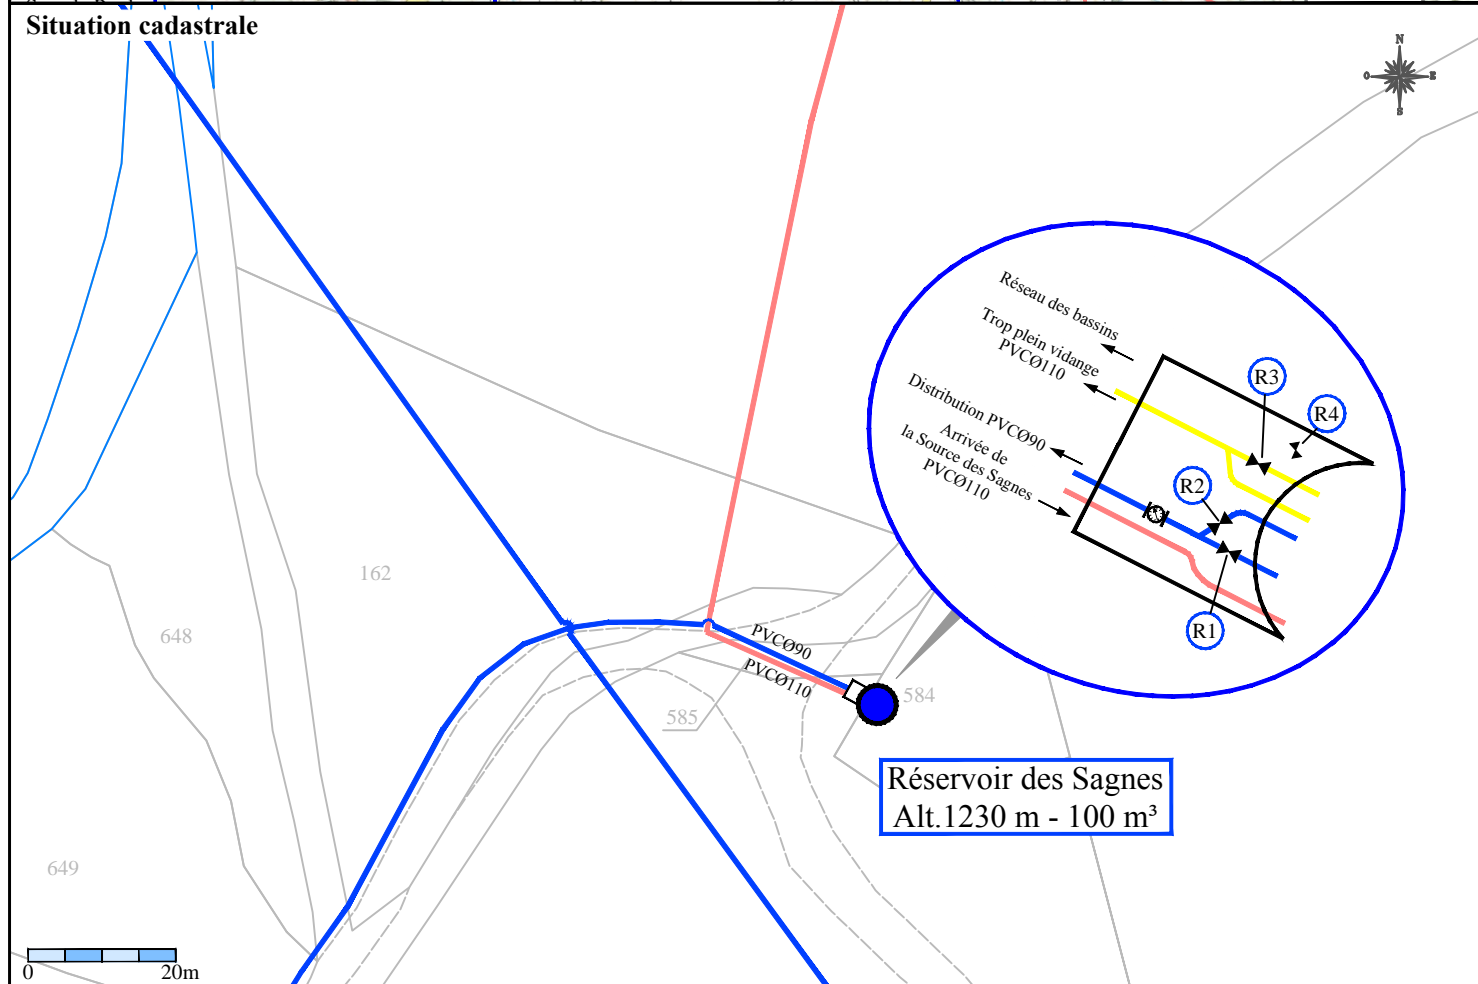 Situation cadastrale
N
O
E
S
Réseau des bassins
Trop plein vidange
PVCØ110
Distribution PVCØ90
Arrivée de
la Source des Sagnes
PVCØ110
R3
R4
R2
R1
162
648
PVCØ90
PVCØ110
584
585
Réservoir des Sagnes
Alt.1230 m - 100 m³
649
0
20m